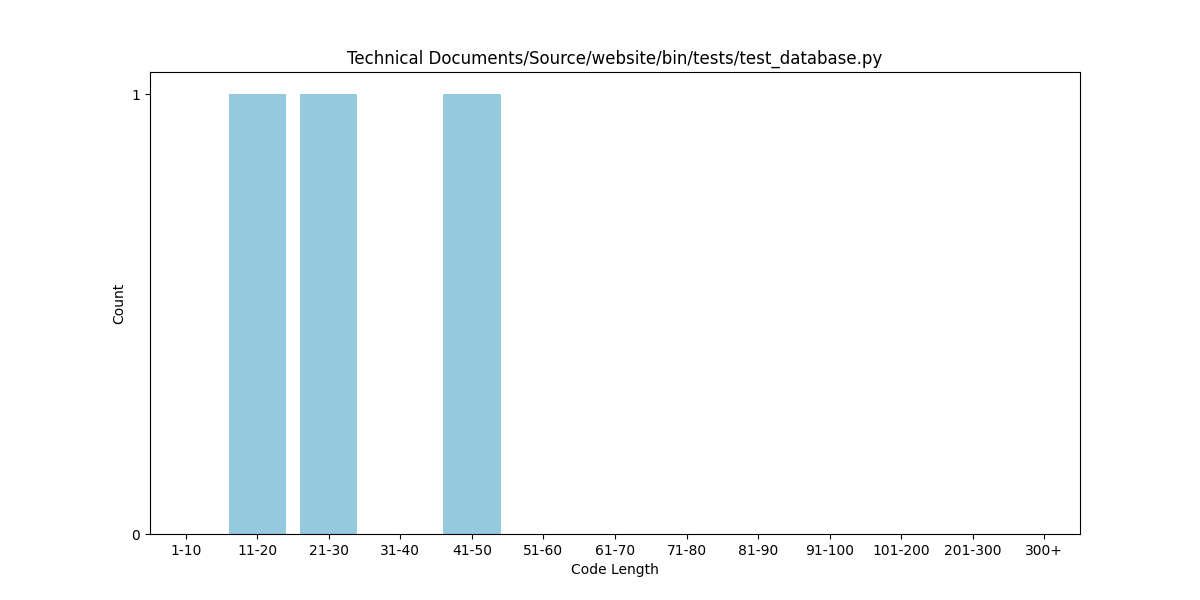 Technical Documents/Source/website/bin/tests/test_database.py
1
Count
0
1-10 11-20 21-30 31-40 41-50 51-60 61-70 71-80 81-90 91-100 101-200 201-300 300+
Code Length